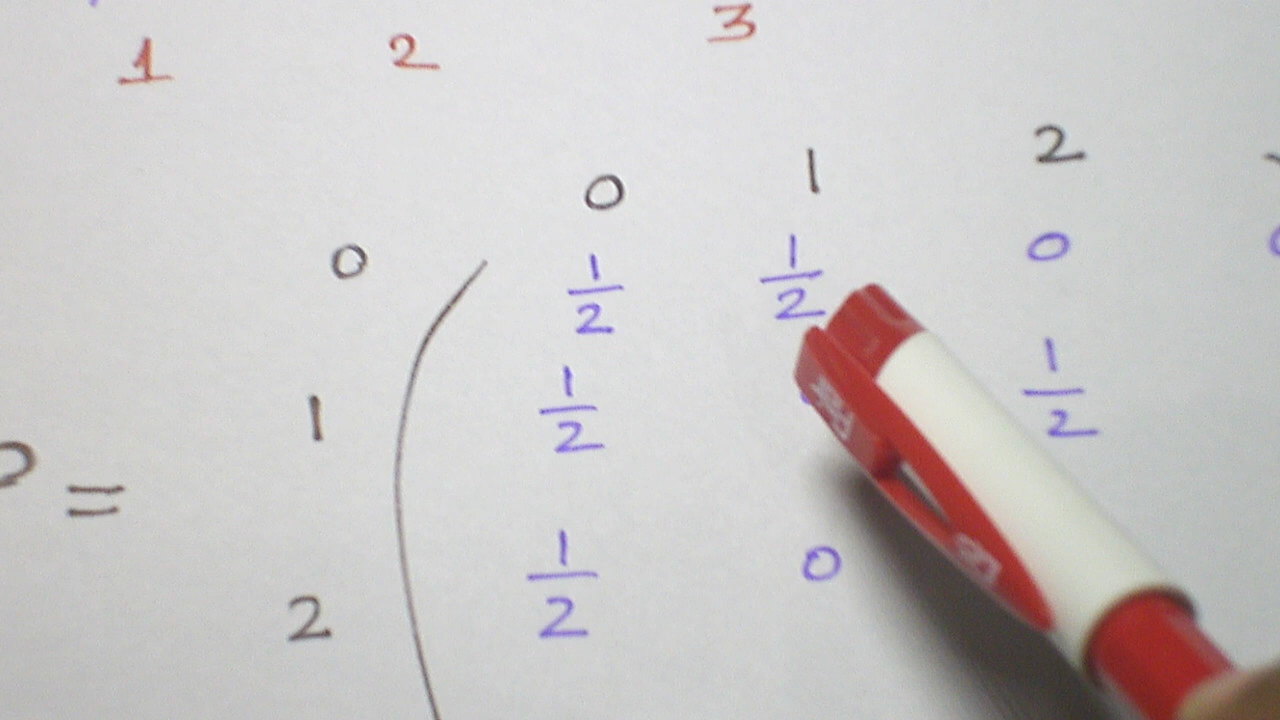 1 2 3
0 1 2
0 1/2 1/2 0
1 1/2 1/2
=
2 1/2 0